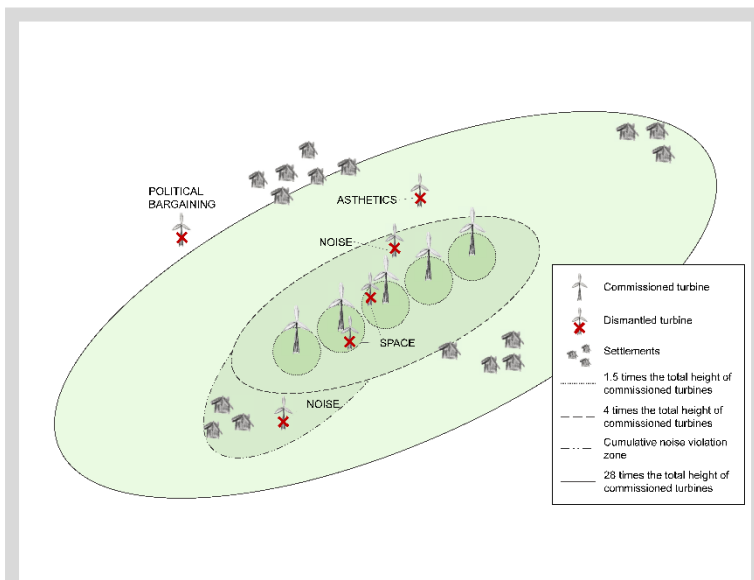 POLITICAL
BARGAINING
ASTHETICS
NOISE
SPACE
NOISE
Commissioned turbine
Dismantled turbine
Settlements
1.5 times the total height of
commissioned turbines
4 times the total height of
commissioned turbines
Cumulative noise violation
zone
28 times the total height of
commissioned turbines